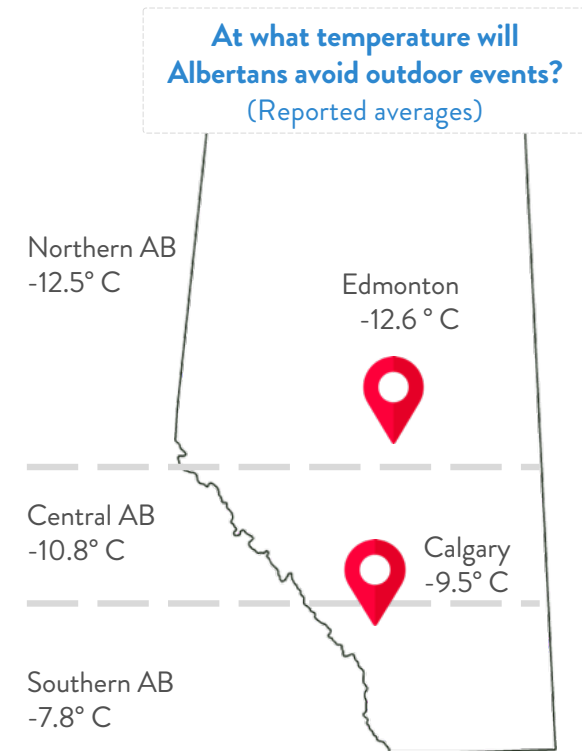 At what temperature will
Albertans avoid outdoor events?
(Reported averages)
Northern AB
-12.5° C
Edmonton
-12.6 ° C
Central AB
-10.8° C
Calgary
-9.5° C
Southern AB
-7.8° C